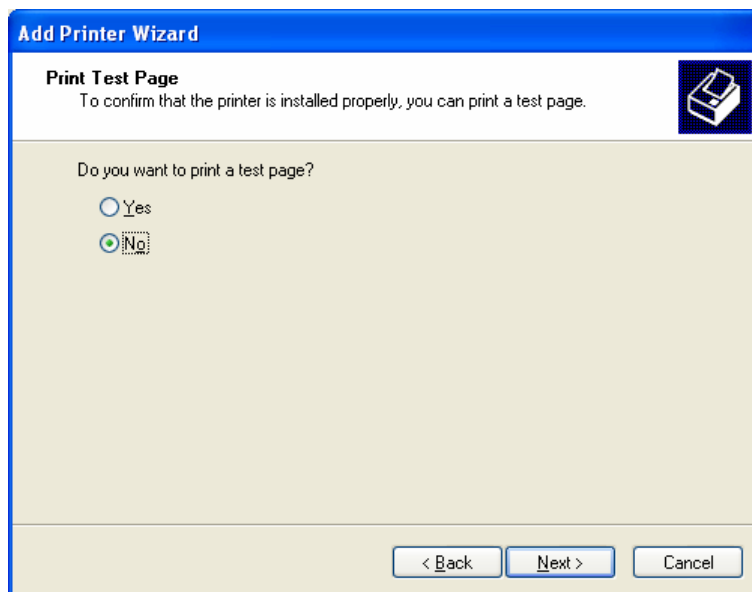 Add Printer Wizard
Print Test Page
To confirm that the printer is installed properly, you can print a test page.
Do you want to print a test page?
Yes
No
< Back Next > Cancel